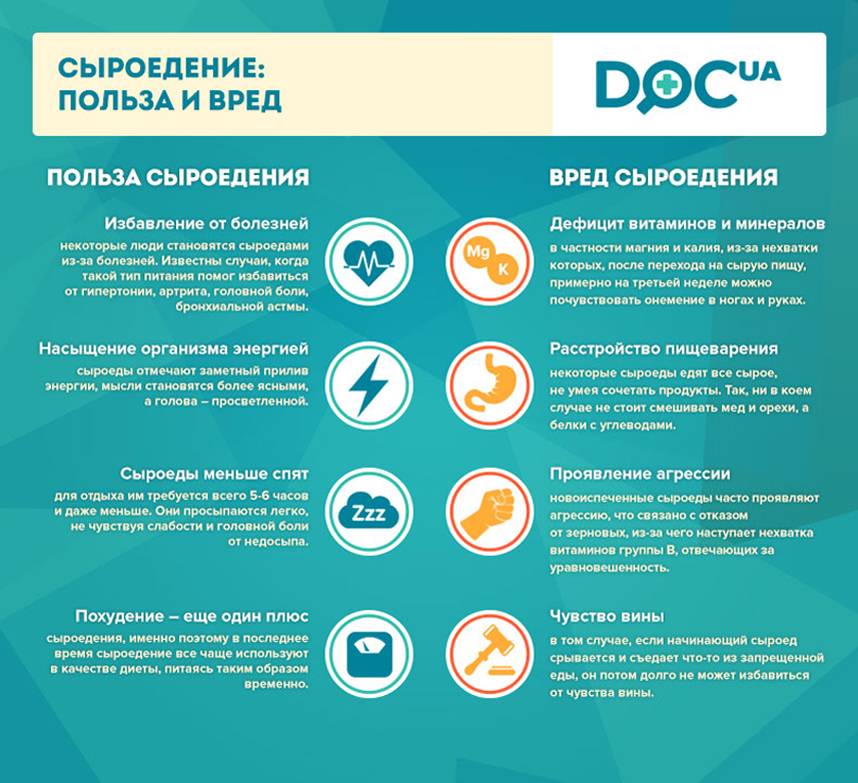 СЫРОЕДЕНИЕ:
ПОЛЬЗА И ВРЕД
DOC UA
ПОЛЬЗА СЫРОЕДЕНИЯ
Избавление от болезней
некоторые люди становятся сыроедами
из-за болезней. Известны случаи, когда
такой тип питания помог избавиться
от гипертонии, артрита, головной боли,
бронхиальной астмы.
Насыщение организма энергией
сыроеды отмечают заметный прилив
энергии, мысли становятся более ясными,
а голова – просветленной.
Сыроеды меньше спят
для отдыха им требуется всего 5-6 часов
и даже меньше. Они просыпаются легко,
не чувствуя слабости и головной боли
от недосыпа.
Zzz
Похудение – еще один плюс
сыроедения, именно поэтому в последнее
время сыроедение все чаще используют
в качестве диеты, питаясь таким образом
временно.
ВРЕД СЫРОЕДЕНИЯ
Mg
K
Дефицит витаминов и минералов
в частности магния и калия, из-за нехватки
которых, после перехода на сырую пищу,
примерно на третьей неделе можно
почувствовать онемение в ногах и руках.
Расстройство пищеварения
некоторые сыроеды едят все сырое,
не умея сочетать продукты. Так, ни в коем
случае не стоит смешивать мед и орехи, а
белки с углеводами.
Проявление агрессии
новоиспеченные сыроеды часто проявляют
агрессию, что связано с отказом
от зерновых, из-за чего наступает нехватка
витаминов группы В, отвечающих за
уравновешенность.
Чувство вины
в том случае, если начинающий сыроед
срывается и съедает что-то из запрещенной
еды, он потом долго не может избавиться
от чувства вины.